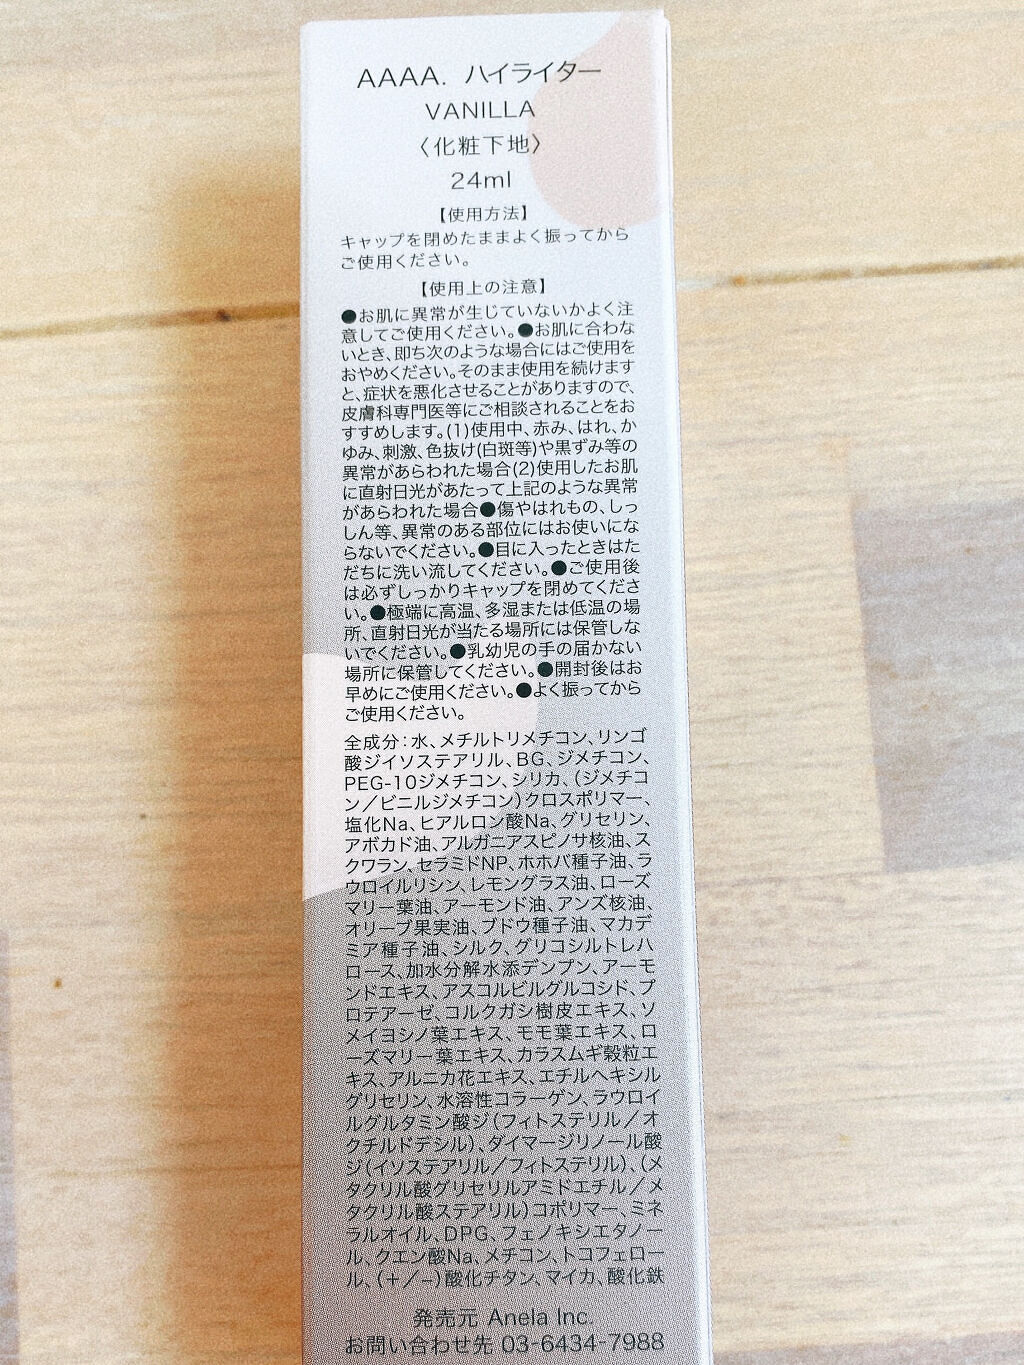 AAAA. ハイライター
VANILLA
〈化粧下地〉
24ml
【使用方法】
キャップを閉めたままよく振ってから
ご使用ください。
【使用上の注意】
●お肌に異常が生じていないかよく注
意してご使用ください。●お肌に合わな
いとき、即ち次のような場合にはご使用を
おやめください。そのまま使用を続けます
と、症状を悪化させることがありますので、
皮膚科専門医等にご相談されることをお
すすめします。(1)使用中、赤み、はれ、か
ゆみ、刺激、色抜け(白斑等)や黒ずみ等の
異常があらわれた場合(2)使用したお肌
に直射日光があたって上記のような異常
があらわれた場合●傷やはれもの、しっ
しん等、異常のある部位にはお使いにな
らないでください。●目に入ったときはた
だちに洗い流してください。●ご使用後
は必ずしっかりキャップを閉めてくださ
い。●極端に高温、多湿または低温の場
所、直射日光が当たる場所には保管しな
いでください。●乳幼児の手の届かない
場所に保管してください。●開封後はお
早めにご使用ください。●よく振ってから
ご使用ください。
全成分：水、メチルトリメチコン、リンゴ
酸ジイソステアリル、BG、ジメチコン、
PEG-10ジメチコン、シリカ、(ジメチコ
ン／ビニルジメチコン)クロスポリマー、
塩化Na、ヒアルロン酸Na、グリセリン、
アボカド油、アルガニアスピノサ核油、ス
クワラン、セラミドNP、ホホバ種子油、ラ
ウロイルリシン、レモングラス油、ローズ
マリー葉油、アーモンド油、アンズ核油、
オリーブ果実油、ブドウ種子油、マカデ
ミア種子油、シルク、グリコシルトレハ
ロース、加水分解水添デンプン、アーモ
ンドエキス、アスコルビルグルコシド、プ
ロテアーゼ、コルクガシ樹皮エキス、ソ
メイヨシノ葉エキス、モモ葉エキス、ロ
ーズマリー葉エキス、カラスムギ穀粒エ
キス、アルニカ花エキス、エチルヘキシル
グリセリン、水溶性コラーゲン、ラウロイ
ルグルタミン酸ジ(フィトステリル／オ
クチルドデシル)、ダイマージリノール酸
ジ(イソステアリル／フィトステリル)、(メ
タクリル酸グリセリルアミドエチル／メ
タクリル酸ステアリル)コポリマー、ミネ
ラルオイル、DPG、フェノキシエタノー
ル、クエン酸Na、メチコン、トコフェロー
ル、(＋／−)酸化チタン、マイカ、酸化鉄
発売元 Anela Inc.
お問い合わせ先 03-6434-7988